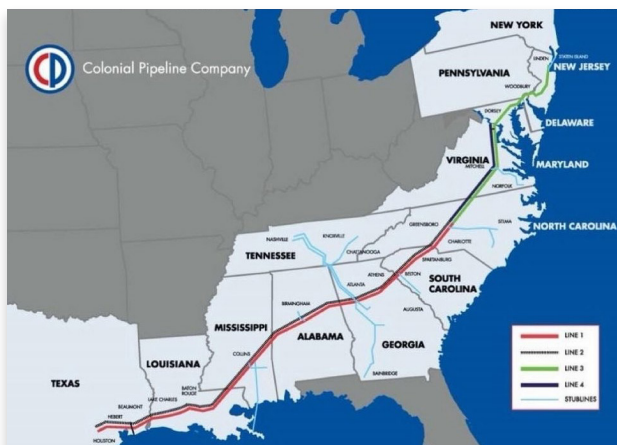 CD Colonial Pipeline Company
NEW YORK
PENNSYLVANIA
LINDEN
STATEN ISLAND
NEW JERSEY
WOODBURY
DORSEY
DELAWARE
VIRGINIA
MITCHELL
MARYLAND
NORFOLK
GREENSBORO
SELMA
NORTH CAROLINA
CHARLOTTE
NASHVILLE
KNOXVILLE
TENNESSEE
CHATTANOOGA
SPARTANBURG
ATHENS
BELTON
ATLANTA
SOUTH CAROLINA
AUGUSTA
BIRMINGHAM
MISSISSIPPI
ALABAMA
GEORGIA
COLLINS
BAINBRIDGE
LOUISIANA
BATON ROUGE
LAKE CHARLES
TEXAS
BEAUMONT
HEBERT
HOUSTON
LINE 1
LINE 2
LINE 3
LINE 4
STUBLINES